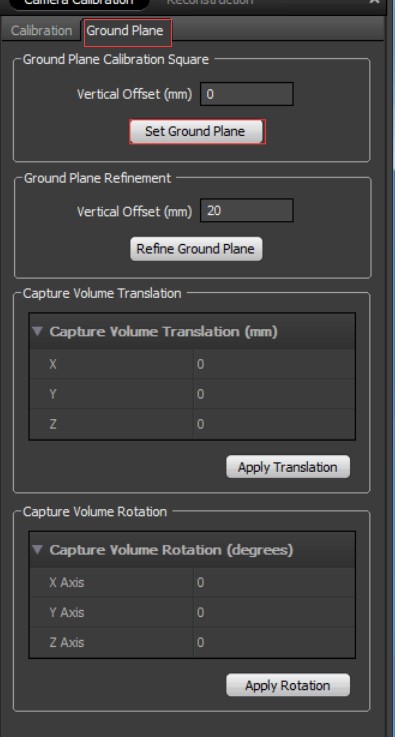 Camera Calibration Reconstruction
Calibration Ground Plane
Ground Plane Calibration Square
Vertical Offset (mm) 0
Set Ground Plane
Ground Plane Refinement
Vertical Offset (mm) 20
Refine Ground Plane
Capture Volume Translation
Capture Volume Translation (mm)
X 0
Y 0
Z 0
Apply Translation
Capture Volume Rotation
Capture Volume Rotation (degrees)
X Axis 0
Y Axis 0
Z Axis 0
Apply Rotation